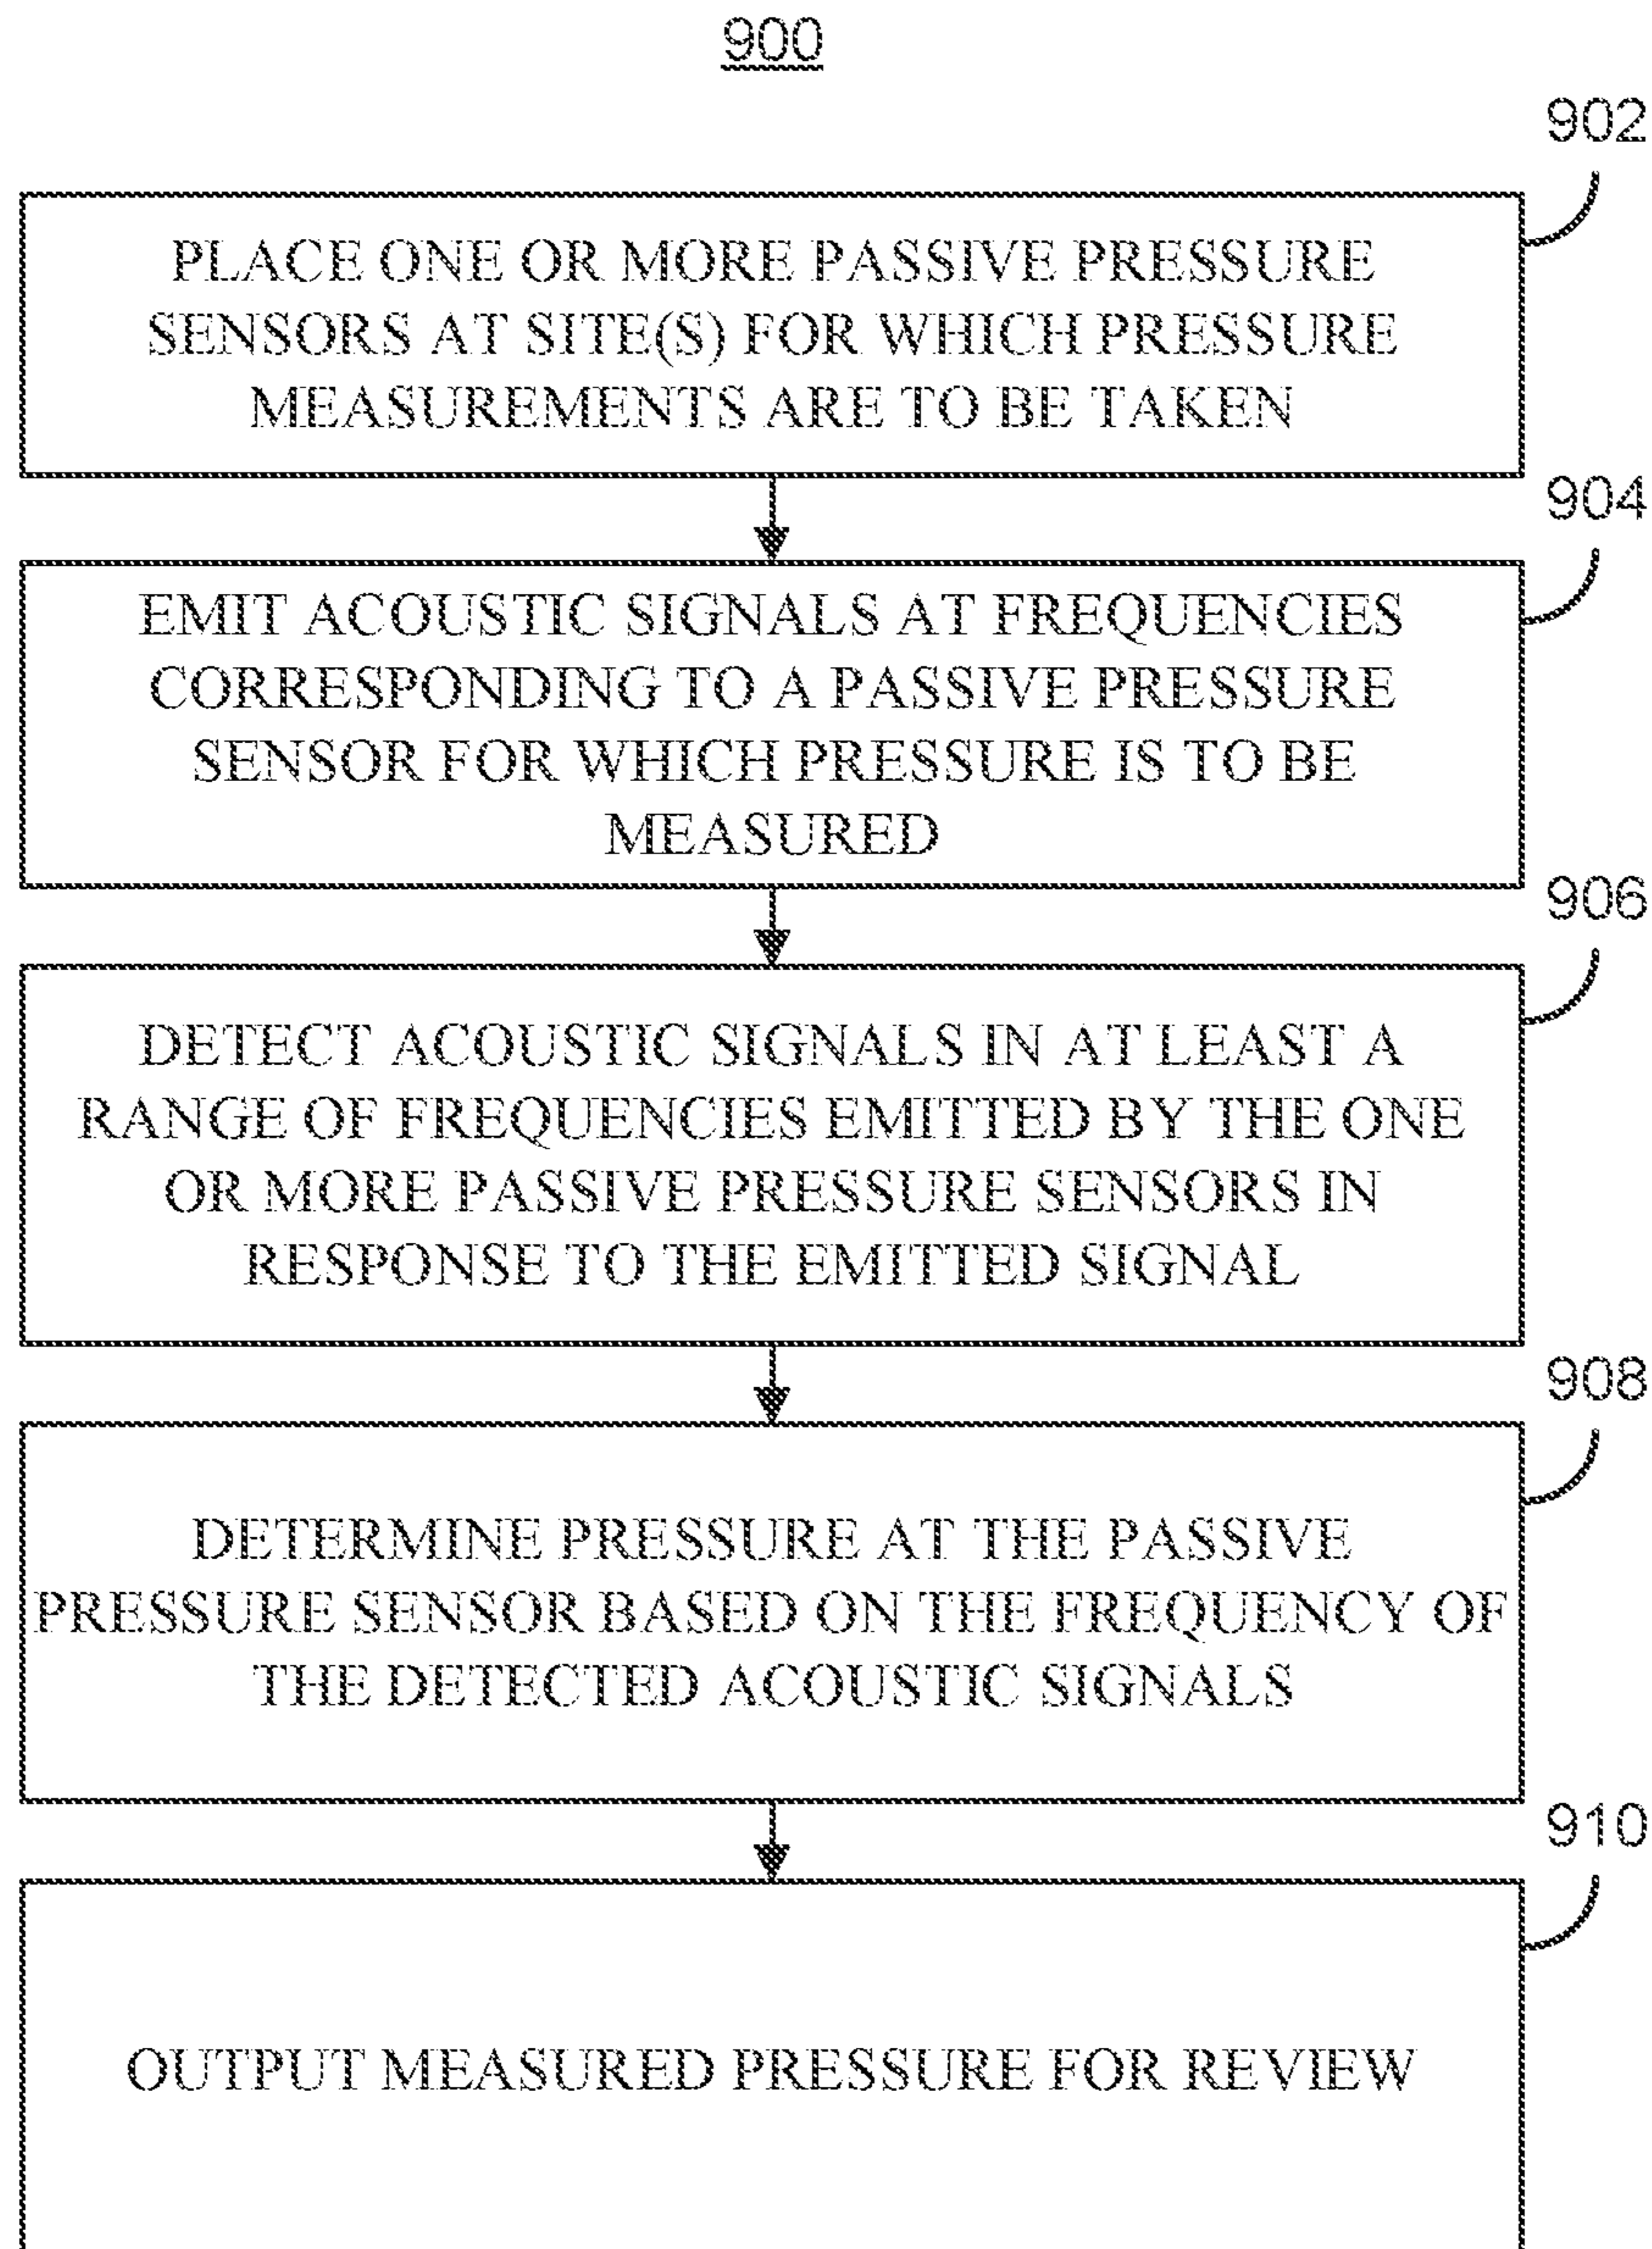 900
902
PLACE ONE OR MORE PASSIVE PRESSURE
SENSORS AT SITE(S) FOR WHICH PRESSURE
MEASUREMENTS ARE TO BE TAKEN
904
EMIT ACOUSTIC SIGNALS AT FREQUENCIES
CORRESPONDING TO A PASSIVE PRESSURE
SENSOR FOR WHICH PRESSURE IS TO BE
MEASURED
906
DETECT ACOUSTIC SIGNALS IN AT LEAST A
RANGE OF FREQUENCIES EMITTED BY THE ONE
OR MORE PASSIVE PRESSURE SENSORS IN
RESPONSE TO THE EMITTED SIGNAL
908
DETERMINE PRESSURE AT THE PASSIVE
PRESSURE SENSOR BASED ON THE FREQUENCY OF
THE DETECTED ACOUSTIC SIGNALS
910
OUTPUT MEASURED PRESSURE FOR REVIEW